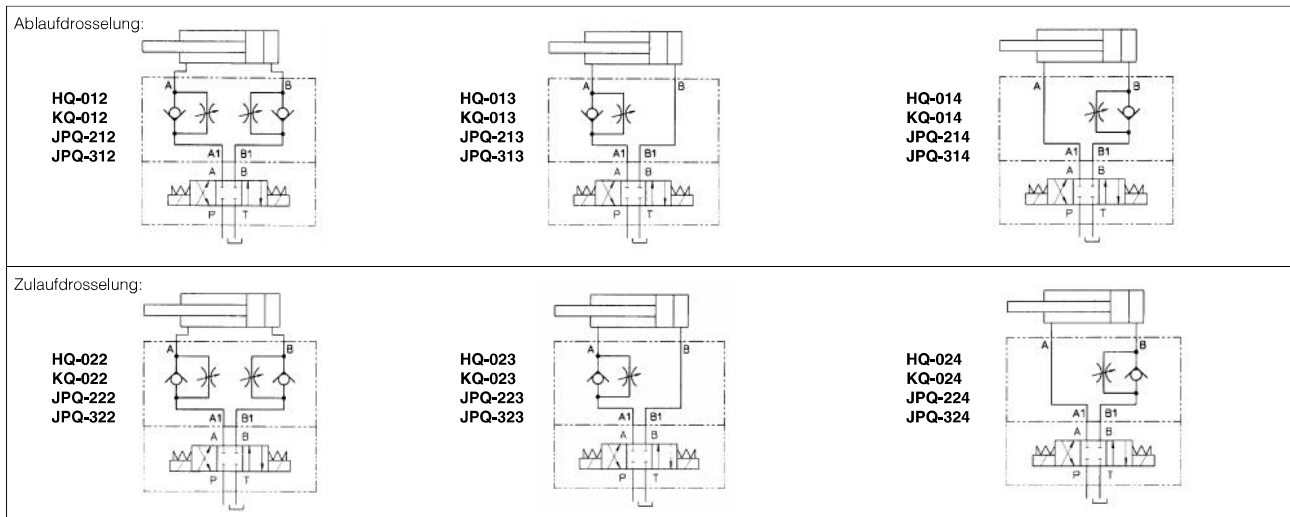 Ablaufdrosselung:
A B
HQ-012
KQ-012
JPQ-212
JPQ-312
A1 B1
A B
P T
A B
HQ-013
KQ-013
JPQ-213
JPQ-313
A1 B1
A B
P T
A B
HQ-014
KQ-014
JPQ-214
JPQ-314
A1 B1
A B
P T
Zulaufdrosselung:
A B
HQ-022
KQ-022
JPQ-222
JPQ-322
A1 B1
A B
P T
A B
HQ-023
KQ-023
JPQ-223
JPQ-323
A1 B1
A B
P T
A B
HQ-024
KQ-024
JPQ-224
JPQ-324
A1 B1
A B
P T